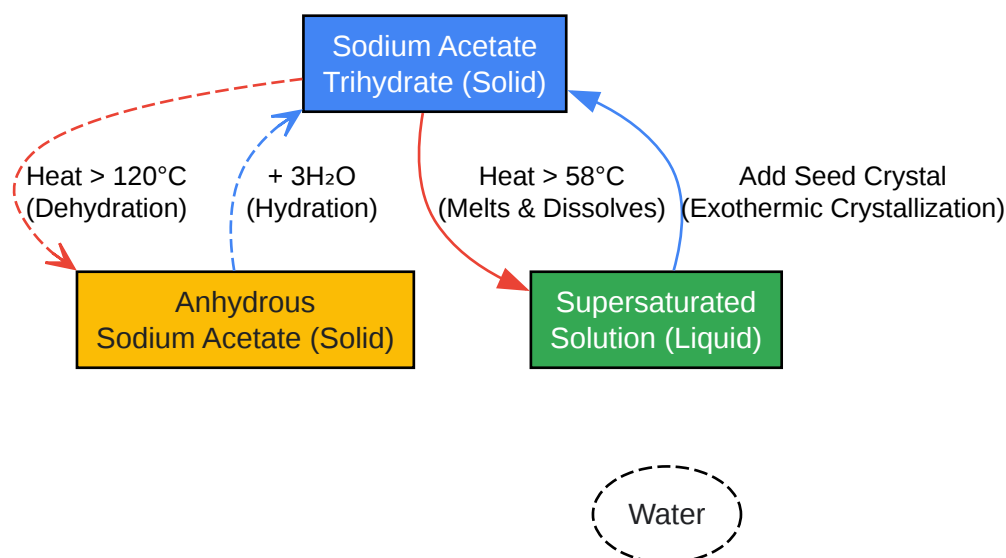 Sodium Acetate
Trihydrate (Solid)
Heat > 120°C
(Dehydration)
+ 3H₂O
(Hydration)
Heat > 58°C
(Melts & Dissolves)
Add Seed Crystal
(Exothermic Crystallization)
Anhydrous
Sodium Acetate (Solid)
Supersaturated
Solution (Liquid)
Water